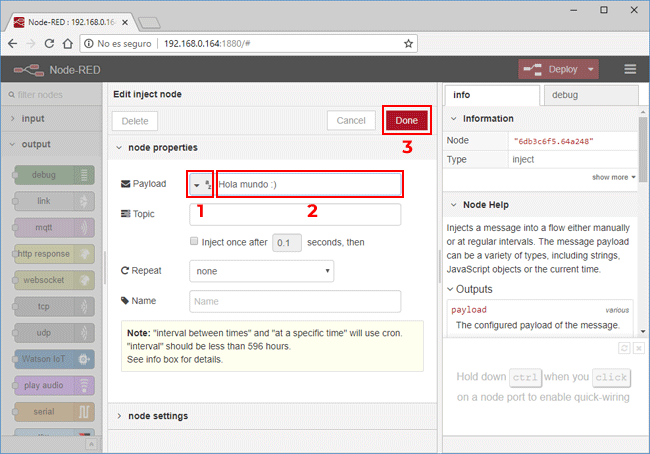 Node-RED : 192.168.0.164
No es seguro 192.168.0.164:1880/#
Node-RED
Deploy
filter nodes
input
output
debug
link
mqtt
http response
websocket
tcp
udp
Watson IoT
play audio
serial
Edit inject node
Delete
Cancel
Done
3
node properties
Payload
Hola mundo :)
1
2
Topic
Inject once after 0.1 seconds, then
Repeat
none
Name
Name
Note: "interval between times" and "at a specific time" will use cron.
"interval" should be less than 596 hours.
See info box for details.
node settings
info
debug
Information
Node "6db3c6f5.64a248"
Type inject
show more
Node Help
Injects a message into a flow either manually
or at regular intervals. The message payload
can be a variety of types, including strings,
JavaScript objects or the current time.
Outputs
payload various
The configured payload of the message.
Hold down ctrl when you click
on a node port to enable quick-wiring